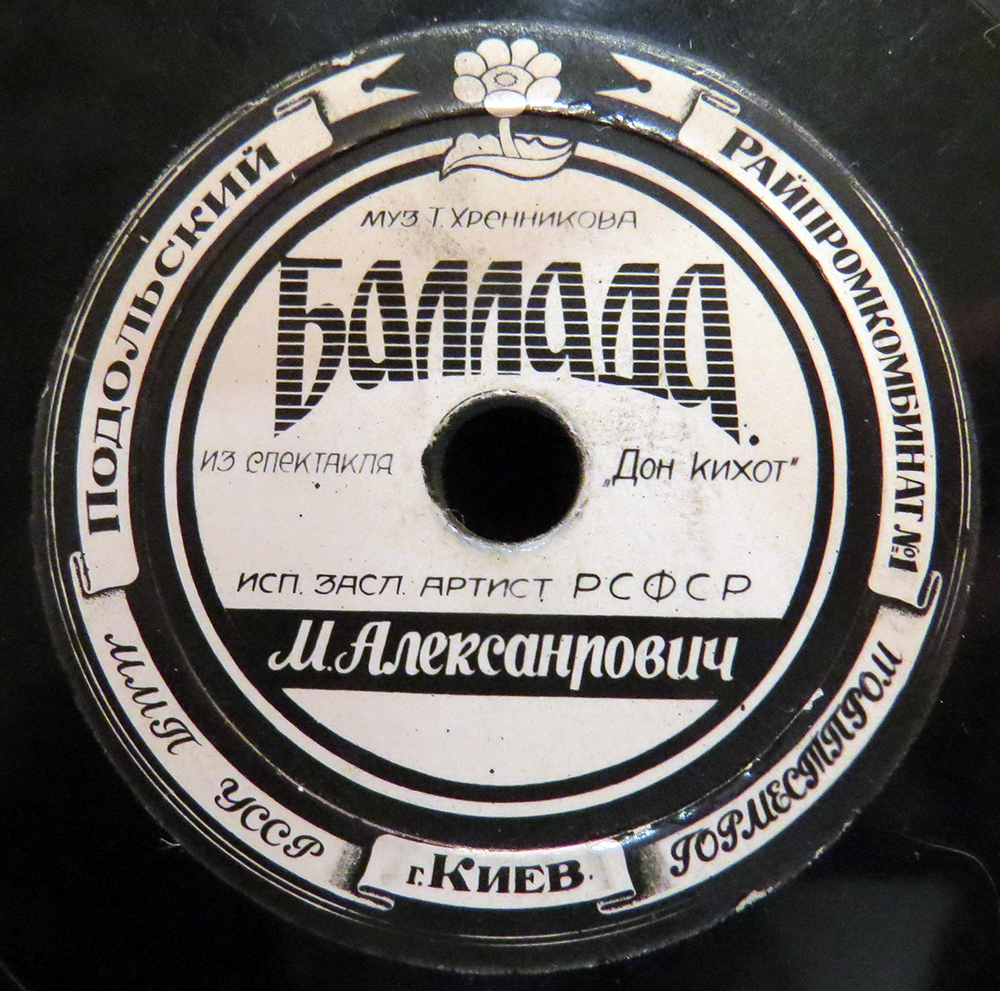 ПОДОЛЬСКИЙ
РАЙПРОМКОМБИНАТ №1
МУЗ Т. ХРЕННИКОВА
Баллада.
ИЗ СПЕКТАКЛЯ „ДОН КИХОТ"
ИСП. ЗАСЛ. АРТИСТ РСФСР
М. Алексанрович
ММП УССР
г. КИЕВ.
ГОРМЕСТПРОМ